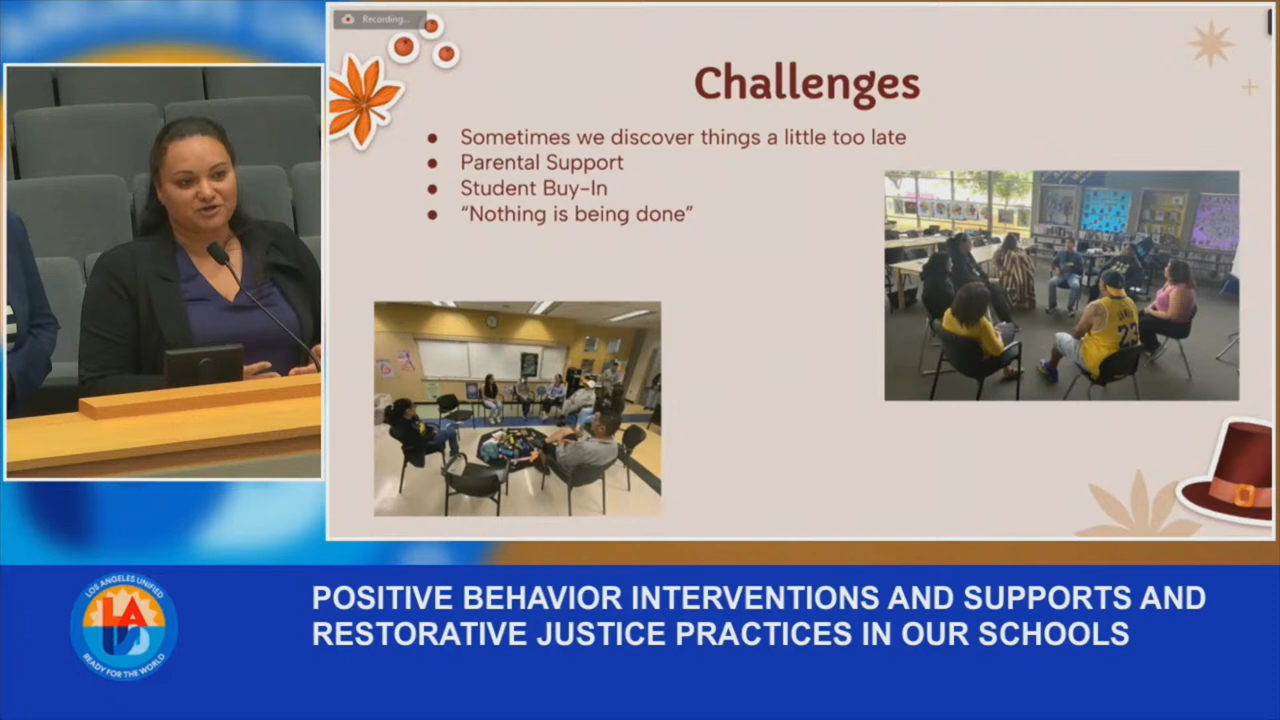 Recording...
Challenges
● Sometimes we discover things a little too late
● Parental Support
● Student Buy-In
● “Nothing is being done”
JAMES
23
LOS ANGELES UNIFIED
LAUSD
READY FOR THE WORLD
POSITIVE BEHAVIOR INTERVENTIONS AND SUPPORTS AND
RESTORATIVE JUSTICE PRACTICES IN OUR SCHOOLS